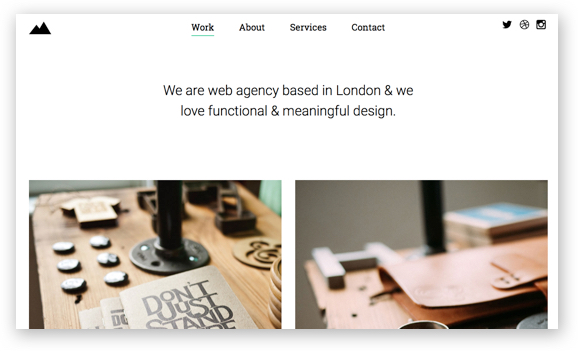 Work About Services Contact
We are web agency based in London & we
love functional & meaningful design.
DON'T
JUST
STAND